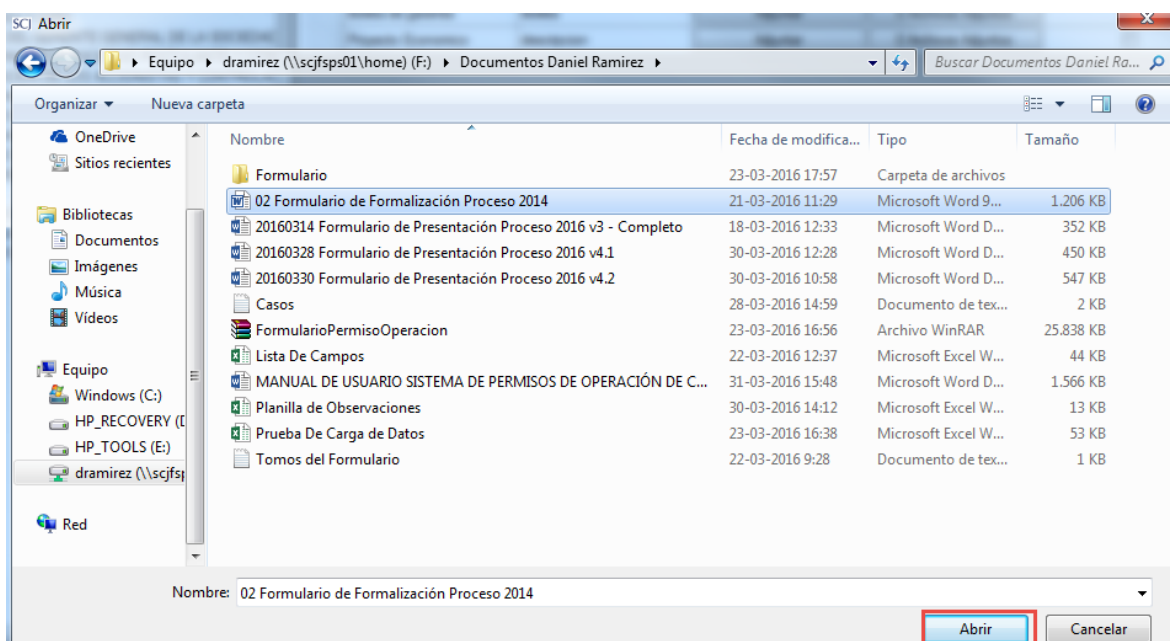 SCJ Abrir
Equipo dramirez (\\scjfsps01\home) (F:) Documentos Daniel Ramirez Buscar Documentos Daniel Ra...
Organizar Nueva carpeta
OneDrive
Sitios recientes
Bibliotecas
Documentos
Imágenes
Música
Vídeos
Equipo
Windows (C:)
HP_RECOVERY (D
HP_TOOLS (E:)
dramirez (\\scjfsp
Red
Nombre Fecha de modifica... Tipo Tamaño
Formulario 23-03-2016 17:57 Carpeta de archivos
02 Formulario de Formalización Proceso 2014 21-03-2016 11:29 Microsoft Word 9... 1.206 KB
20160314 Formulario de Presentación Proceso 2016 v3 - Completo 18-03-2016 12:33 Microsoft Word D... 352 KB
20160328 Formulario de Presentación Proceso 2016 v4.1 30-03-2016 12:28 Microsoft Word D... 450 KB
20160330 Formulario de Presentación Proceso 2016 v4.2 30-03-2016 10:58 Microsoft Word D... 547 KB
Casos 28-03-2016 14:59 Documento de tex... 2 KB
FormularioPermisoOperacion 23-03-2016 16:56 Archivo WinRAR 25.838 KB
Lista De Campos 22-03-2016 12:37 Microsoft Excel W... 44 KB
MANUAL DE USUARIO SISTEMA DE PERMISOS DE OPERACIÓN DE C... 31-03-2016 15:48 Microsoft Word D... 1.566 KB
Planilla de Observaciones 30-03-2016 14:12 Microsoft Excel W... 13 KB
Prueba De Carga de Datos 23-03-2016 16:38 Microsoft Excel W... 53 KB
Tomos del Formulario 22-03-2016 9:28 Documento de tex... 1 KB
Nombre: 02 Formulario de Formalización Proceso 2014
Abrir Cancelar